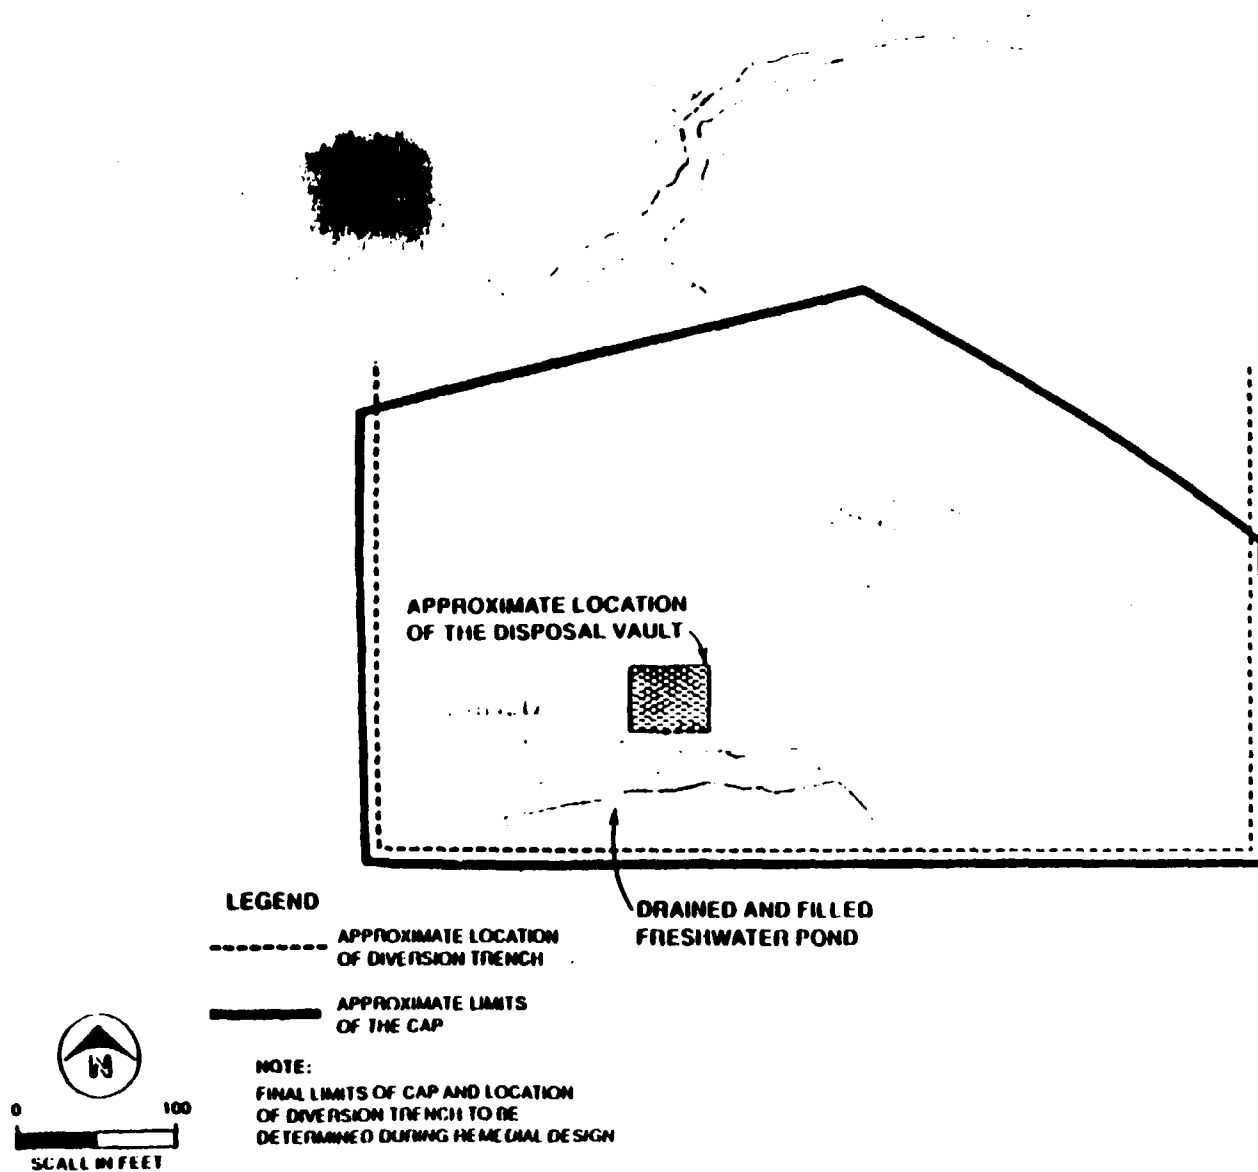 APPROXIMATE LOCATION
OF THE DISPOSAL VAULT
DRAINED AND FILLED
FRESHWATER POND
LEGEND
APPROXIMATE LOCATION
OF DIVERSION TRENCH
APPROXIMATE LIMITS
OF THE CAP
N
0 100
SCALE IN FEET
NOTE:
FINAL LIMITS OF CAP AND LOCATION
OF DIVERSION TRENCH TO BE
DETERMINED DURING REMEDIAL DESIGN